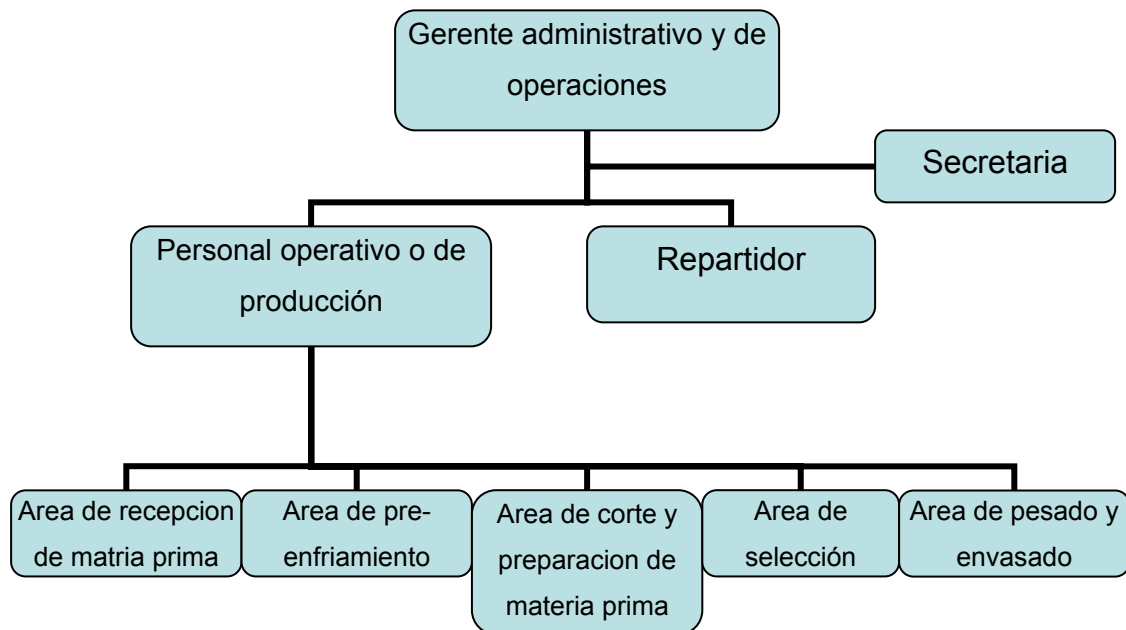 Gerente administrativo y de
operaciones
Secretaria
Personal operativo o de
producción
Repartidor
Area de recepcion
de matria prima
Area de pre-
enfriamiento
Area de corte y
preparacion de
materia prima
Area de
selección
Area de pesado y
envasado